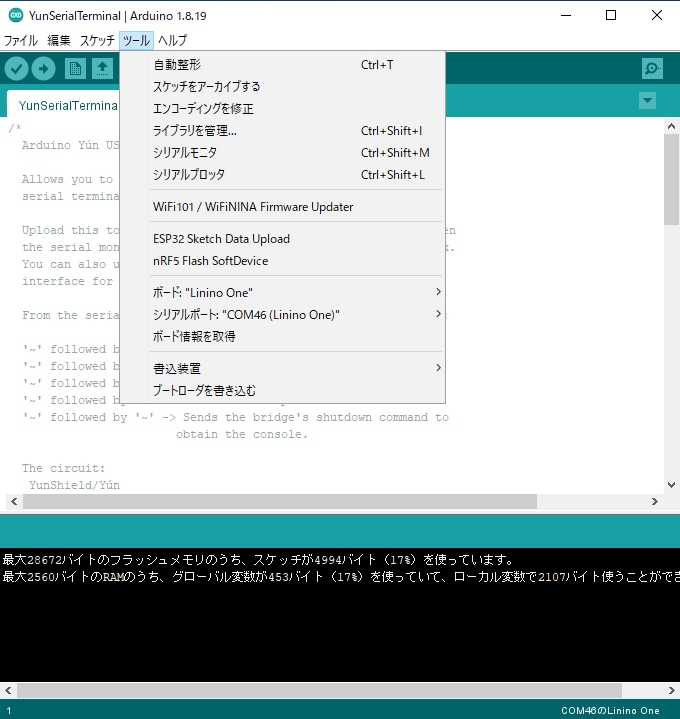 YunSerialTerminal | Arduino 1.8.19
ファイル 編集 スケッチ ツール ヘルプ
自動整形 Ctrl+T
スケッチをアーカイブする
エンコーディングを修正
ライブラリを管理... Ctrl+Shift+I
シリアルモニタ Ctrl+Shift+M
シリアルプロッタ Ctrl+Shift+L
WiFi101 / WiFiNINA Firmware Updater
ESP32 Sketch Data Upload
nRF5 Flash SoftDevice
ボード: "Linino One"
シリアルポート: "COM46 (Linino One)"
ボード情報を取得
書込装置
ブートローダを書き込む
YunSerialTermina
/*
Arduino Yún US
Allows you to
serial termina
Upload this to en
the serial mon x.
You can also u
interface for
From the seria :
'~' followed b
'~' followed b
'~' followed b
'~' followed by
'~' followed by '~' -> Sends the bridge's shutdown command to
obtain the console.
The circuit:
YunShield/Yún
最大28672バイトのフラッシュメモリのうち、スケッチが4994バイト（17%）を使っています。
最大2560バイトのRAMのうち、グローバル変数が453バイト（17%）を使っていて、ローカル変数で2107バイト使うことができ
1 COM46のLinino One